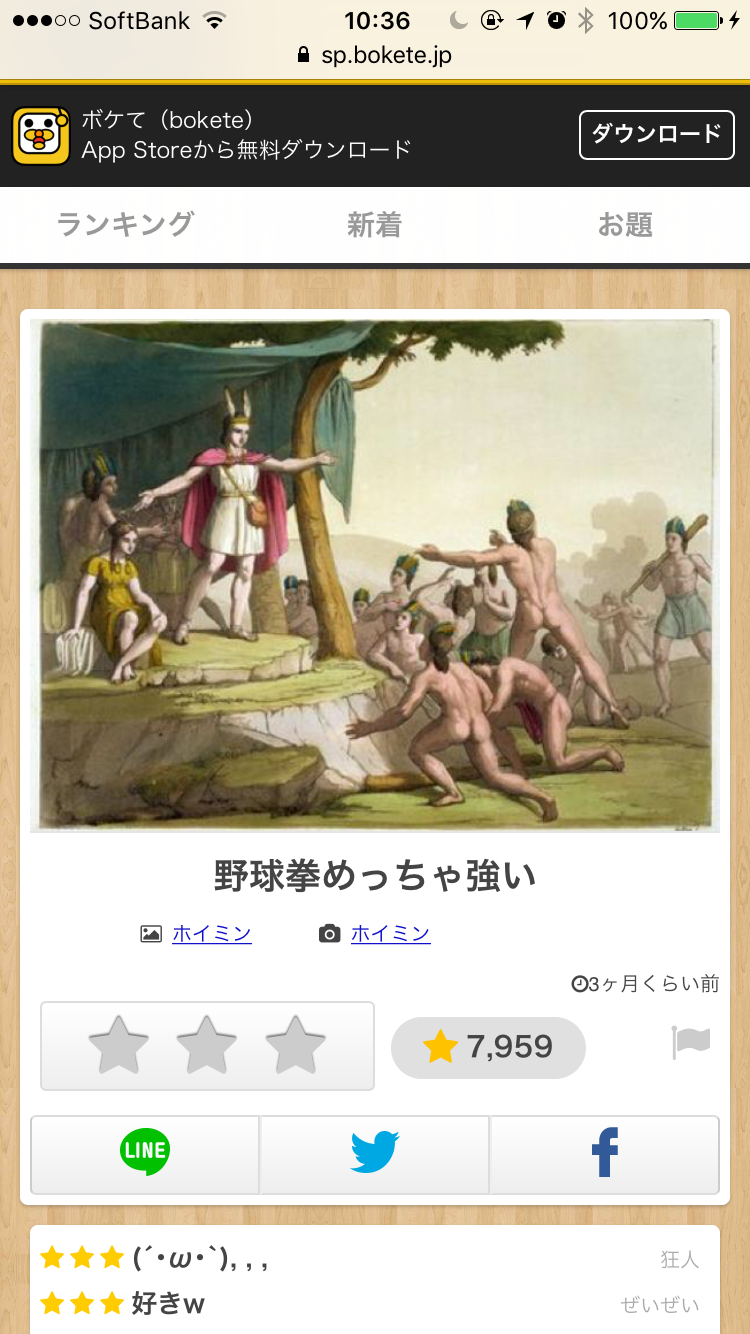 SoftBank 10:36 100%
sp.bokete.jp
ボケて（bokete）
App Storeから無料ダウンロード
ダウンロード
ランキング 新着 お題
野球拳めっちゃ強い
ホイミン ホイミン
3ヶ月くらい前
7,959
LINE
(´･ω･`), , , 狂人
好きw ぜいぜい